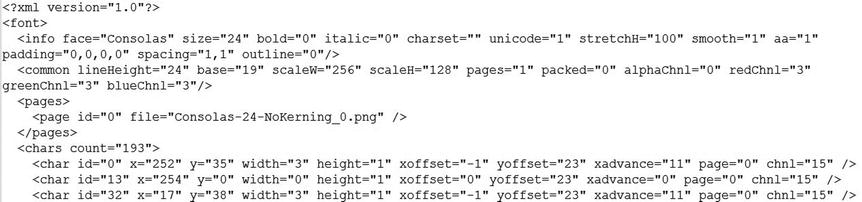 <?xml version="1.0"?>
<font>
<info face="Consolas" size="24" bold="0" italic="0" charset="" unicode="1" stretchH="100" smooth="1" aa="1"
padding="0,0,0,0" spacing="1,1" outline="0"/>
<common lineHeight="24" base="19" scaleW="256" scaleH="128" pages="1" packed="0" alphaChnl="0" redChnl="3"
greenChnl="3" blueChnl="3"/>
<pages>
<page id="0" file="Consolas-24-NoKerning_0.png" />
</pages>
<chars count="193">
<char id="0" x="252" y="35" width="3" height="1" xoffset="-1" yoffset="23" xadvance="11" page="0" chnl="15" />
<char id="13" x="254" y="0" width="0" height="1" xoffset="0" yoffset="23" xadvance="0" page="0" chnl="15" />
<char id="32" x="17" y="38" width="3" height="1" xoffset="-1" yoffset="23" xadvance="11" page="0" chnl="15" />